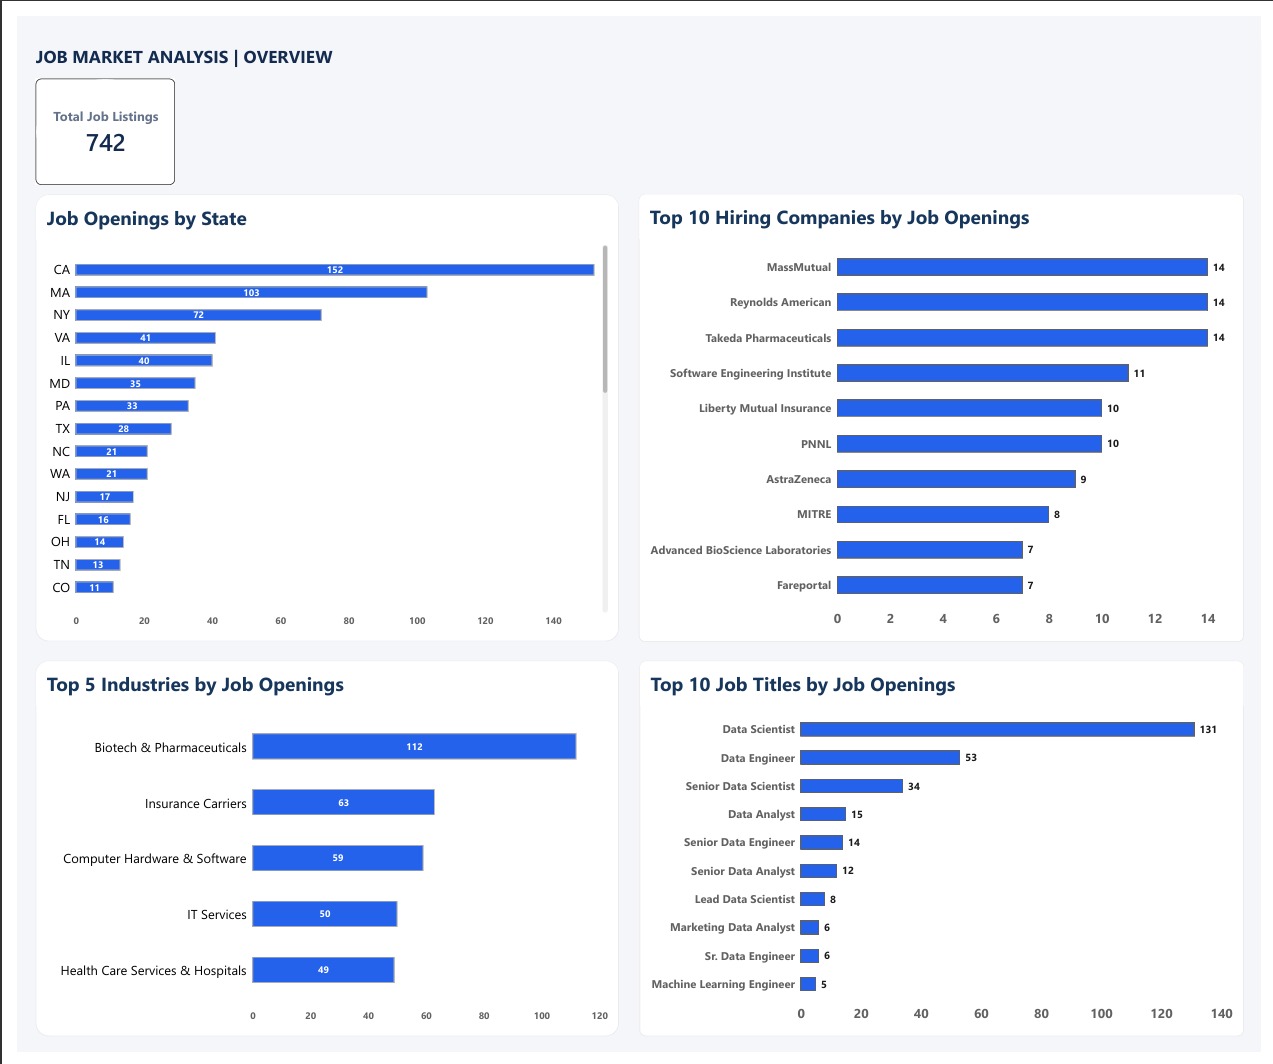 JOB MARKET ANALYSIS | OVERVIEW
Total Job Listings
742
Job Openings by State
CA 152
MA 103
NY 72
VA 41
IL 40
MD 35
PA 33
TX 28
NC 21
WA 21
NJ 17
FL 16
OH 14
TN 13
CO 11
0 20 40 60 80 100 120 140
Top 10 Hiring Companies by Job Openings
MassMutual 14
Reynolds American 14
Takeda Pharmaceuticals 14
Software Engineering Institute 11
Liberty Mutual Insurance 10
PNNL 10
AstraZeneca 9
MITRE 8
Advanced BioScience Laboratories 7
Fareportal 7
0 2 4 6 8 10 12 14
Top 5 Industries by Job Openings
Biotech & Pharmaceuticals 112
Insurance Carriers 63
Computer Hardware & Software 59
IT Services 50
Health Care Services & Hospitals 49
0 20 40 60 80 100 120
Top 10 Job Titles by Job Openings
Data Scientist 131
Data Engineer 53
Senior Data Scientist 34
Data Analyst 15
Senior Data Engineer 14
Senior Data Analyst 12
Lead Data Scientist 8
Marketing Data Analyst 6
Sr. Data Engineer 6
Machine Learning Engineer 5
0 20 40 60 80 100 120 140